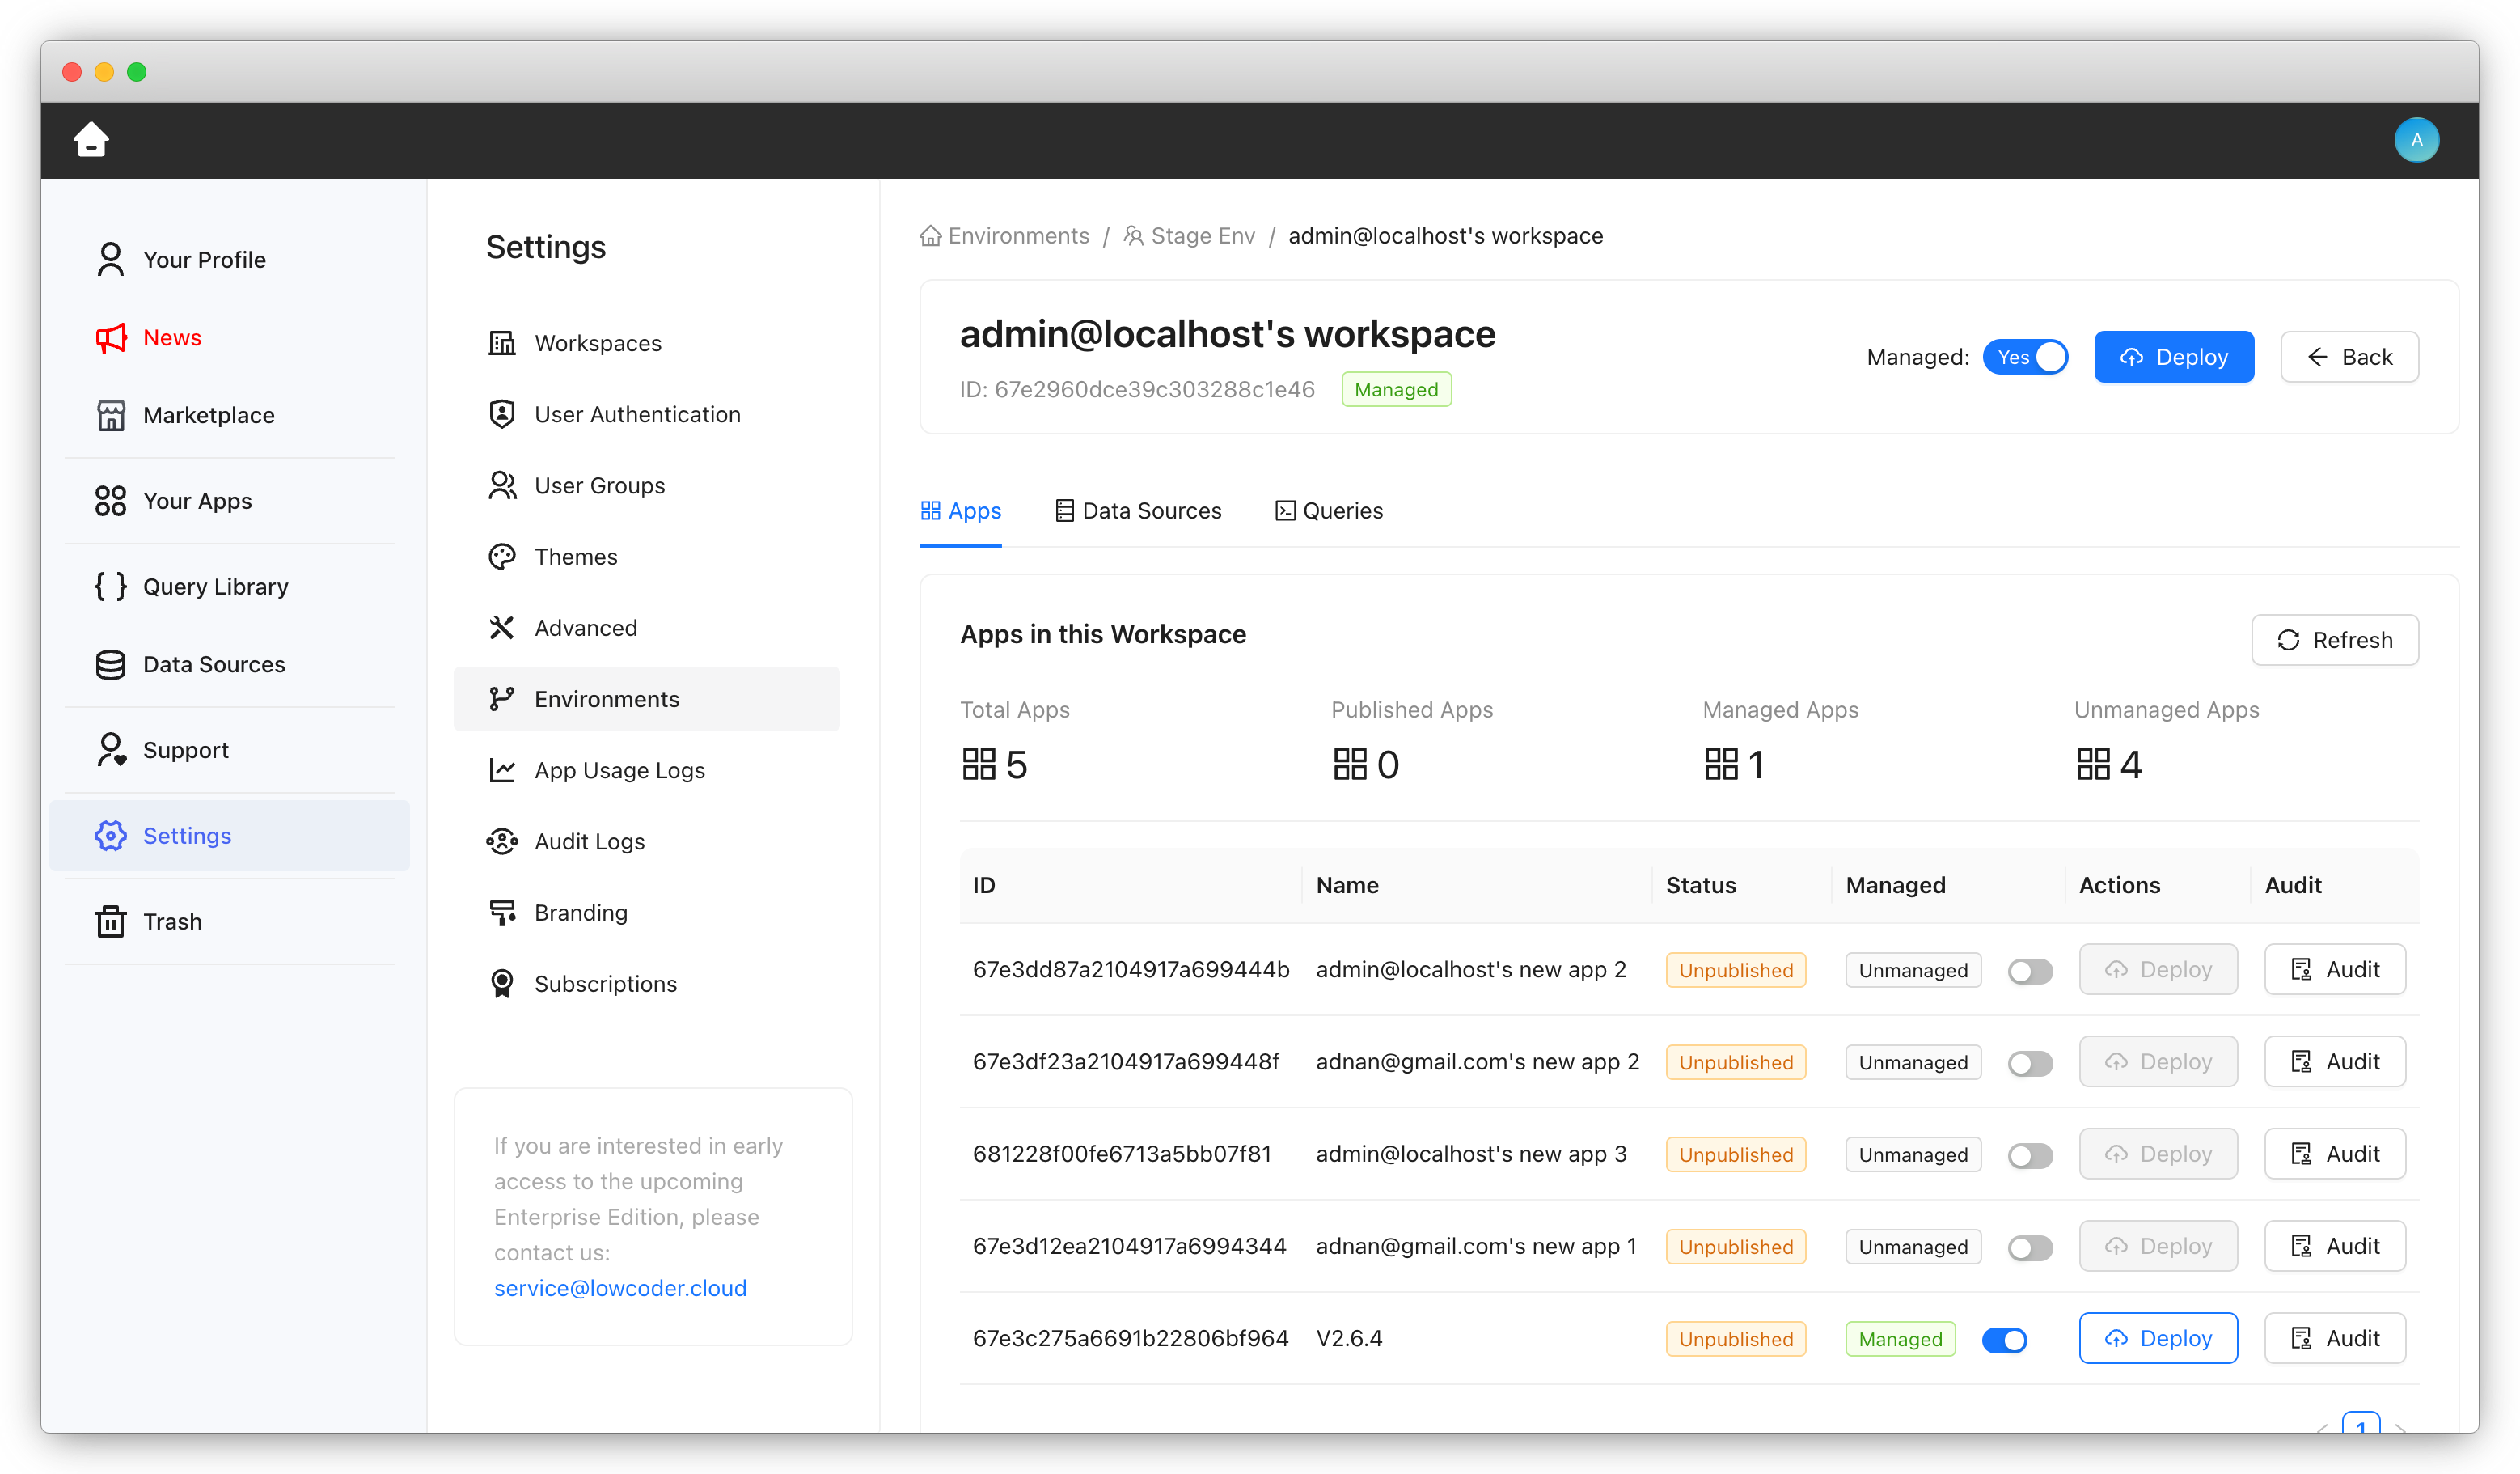 A
Your Profile
News
Marketplace
Your Apps
Query Library
Data Sources
Support
Settings
Trash
Settings
Workspaces
User Authentication
User Groups
Themes
Advanced
Environments
App Usage Logs
Audit Logs
Branding
Subscriptions
If you are interested in early
access to the upcoming
Enterprise Edition, please
contact us:
service@lowcoder.cloud
Environments / Stage Env / admin@localhost's workspace
admin@localhost's workspace
ID: 67e2960dce39c303288c1e46 Managed
Managed: Yes Deploy Back
Apps Data Sources Queries
Apps in this Workspace
Refresh
Total Apps Published Apps Managed Apps Unmanaged Apps
5 0 1 4
ID Name Status Managed Actions Audit
67e3dd87a2104917a699444b admin@localhost's new app 2 Unpublished Unmanaged Deploy Audit
67e3df23a2104917a699448f adnan@gmail.com's new app 2 Unpublished Unmanaged Deploy Audit
681228f00fe6713a5bb07f81 admin@localhost's new app 3 Unpublished Unmanaged Deploy Audit
67e3d12ea2104917a6994344 adnan@gmail.com's new app 1 Unpublished Unmanaged Deploy Audit
67e3c275a6691b22806bf964 V2.6.4 Unpublished Managed Deploy Audit
1